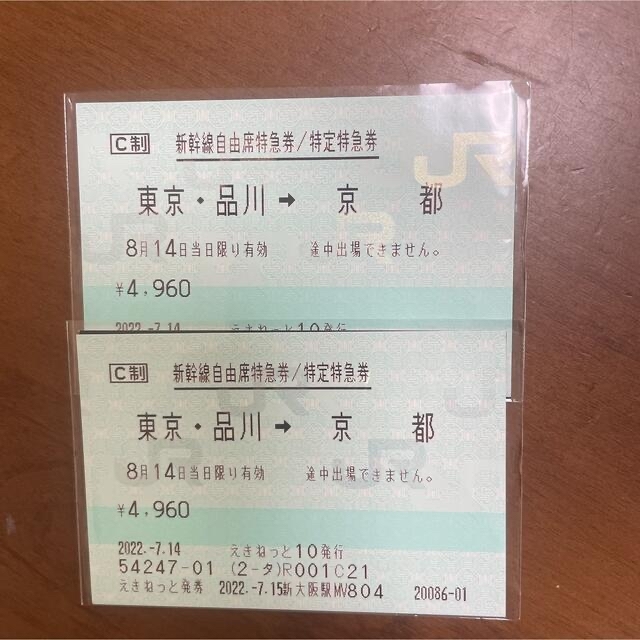 C制 新幹線自由席特急券/特定特急券
東京・品川 → 京都
8月14日当日限り有効 途中出場できません。
¥4,960
2022.-7.14 えきねっと10発行
C制 新幹線自由席特急券/特定特急券
東京・品川 → 京都
8月14日当日限り有効 途中出場できません。
¥4,960
2022.-7.14 えきねっと10発行
54247-01 (2-タ)R001C21
えきねっと発券 2022.-7.15新大阪駅MV804 20086-01